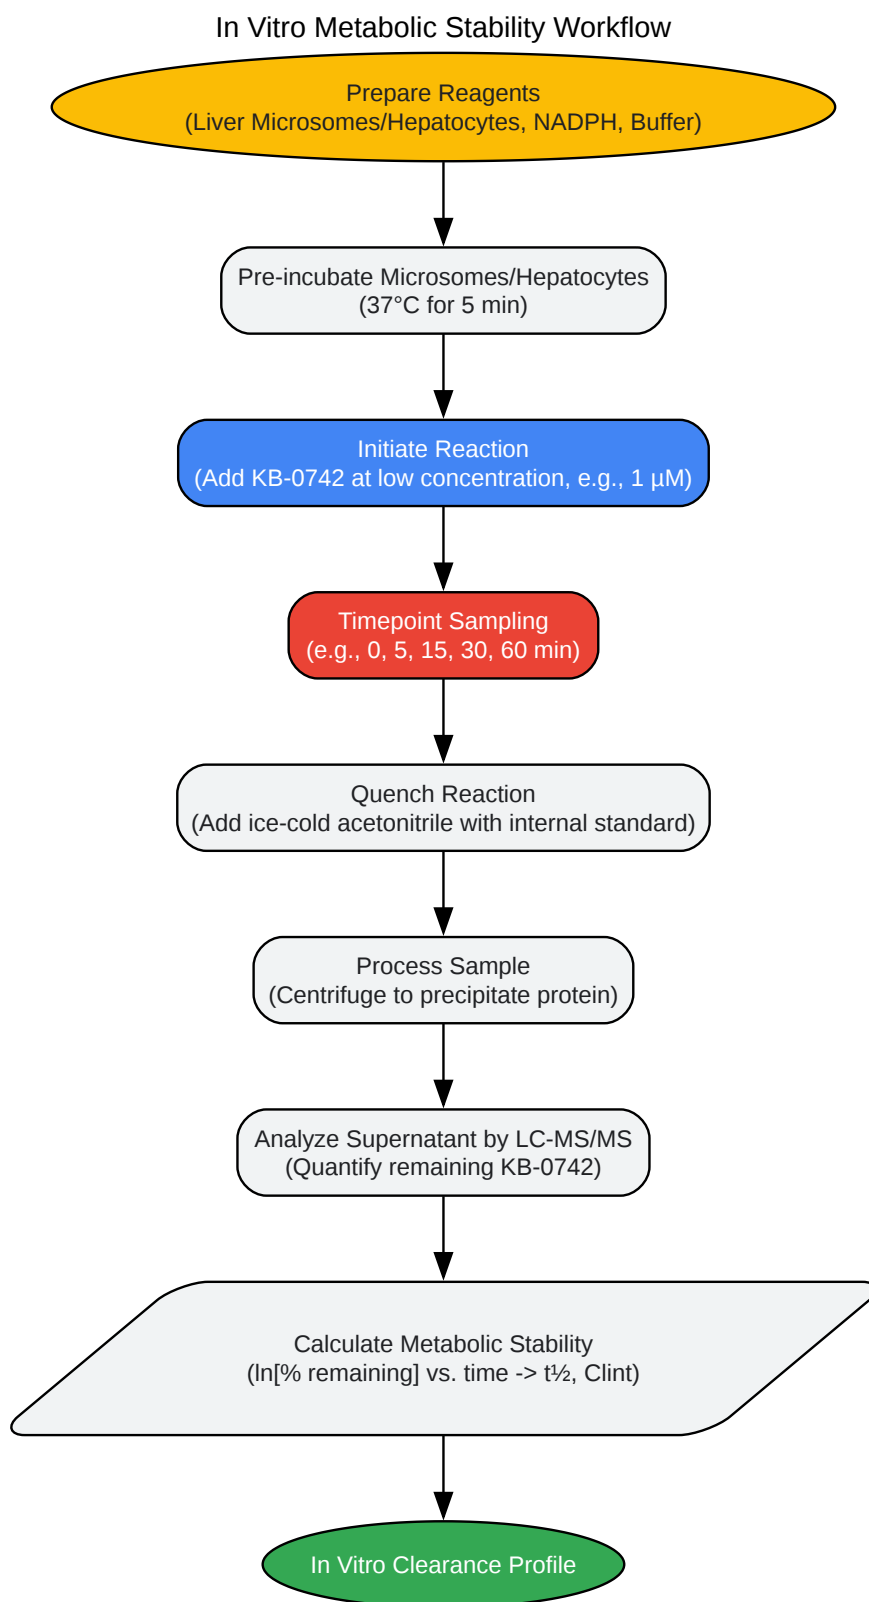 In Vitro Metabolic Stability Workflow
Prepare Reagents
(Liver Microsomes/Hepatocytes, NADPH, Buffer)
Pre-incubate Microsomes/Hepatocytes
(37°C for 5 min)
Initiate Reaction
(Add KB-0742 at low concentration, e.g., 1 µM)
Timepoint Sampling
(e.g., 0, 5, 15, 30, 60 min)
Quench Reaction
(Add ice-cold acetonitrile with internal standard)
Process Sample
(Centrifuge to precipitate protein)
Analyze Supernatant by LC-MS/MS
(Quantify remaining KB-0742)
Calculate Metabolic Stability
(ln[% remaining] vs. time -> t½, Clint)
In Vitro Clearance Profile